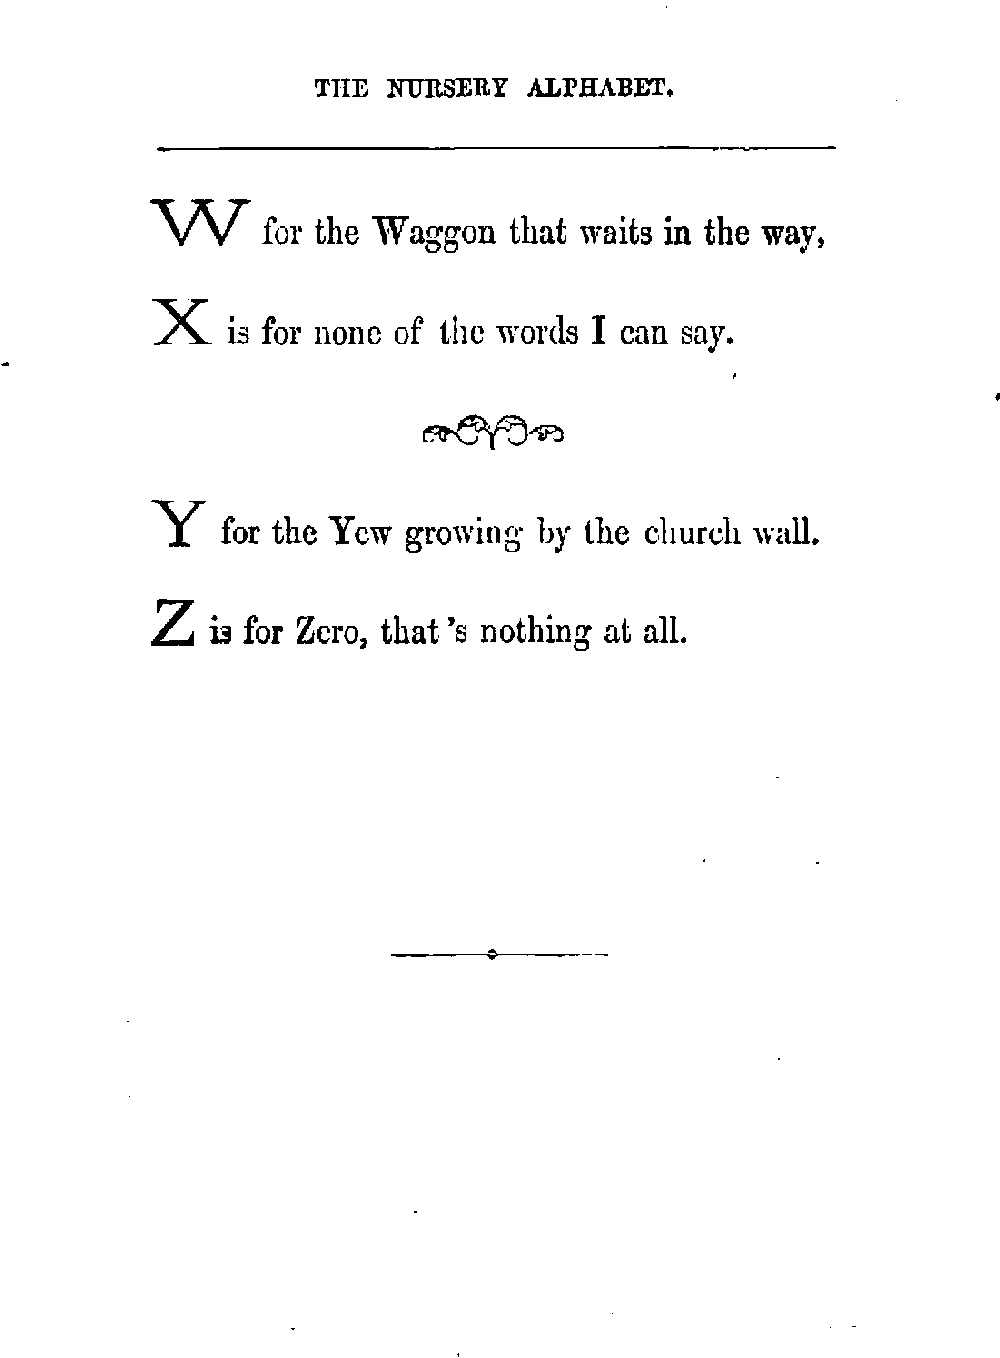 THE NURSERY ALPHABET.
W for the Waggon that waits in the way,
X is for none of the words I can say.
Y for the Yew growing by the church wall.
Z is for Zero, that 's nothing at all.